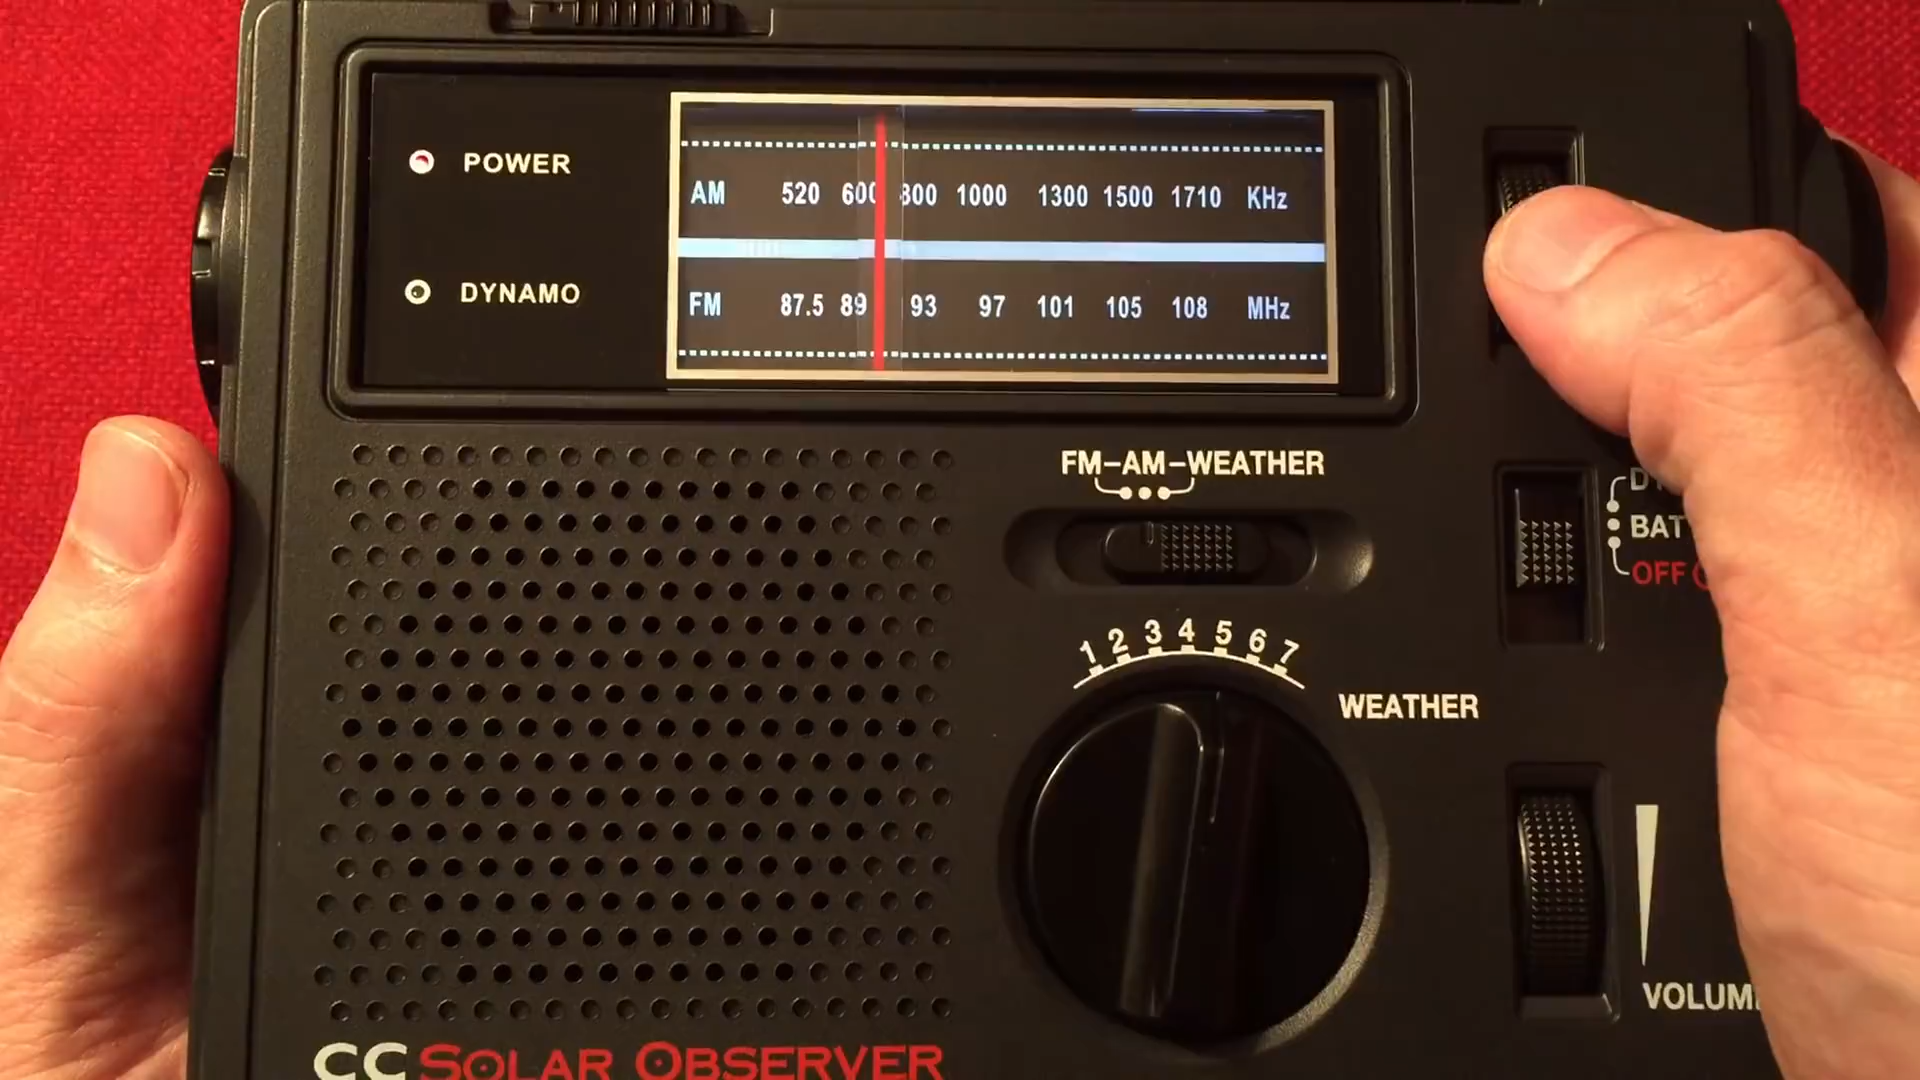 POWER
DYNAMO
AM 520 600 800 1000 1300 1500 1710 KHz
FM 87.5 89 93 97 101 105 108 MHz
FM-AM-WEATHER
BAT
OFF
1 2 3 4 5 6 7
WEATHER
VOLUME
CC SOLAR OBSERVER